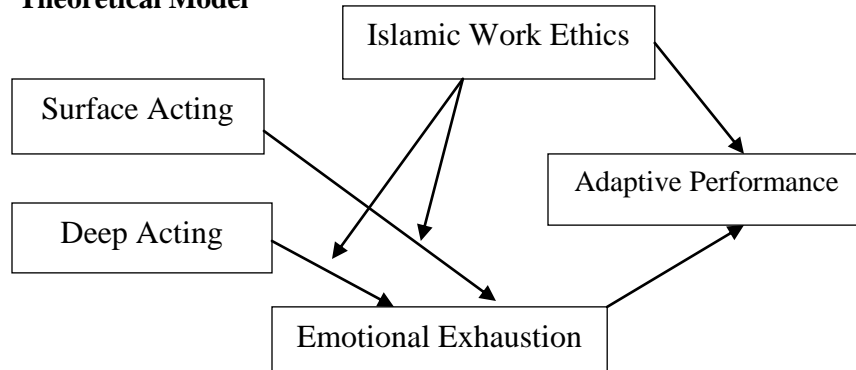 Theoretical Model
Islamic Work Ethics
Surface Acting
Adaptive Performance
Deep Acting
Emotional Exhaustion